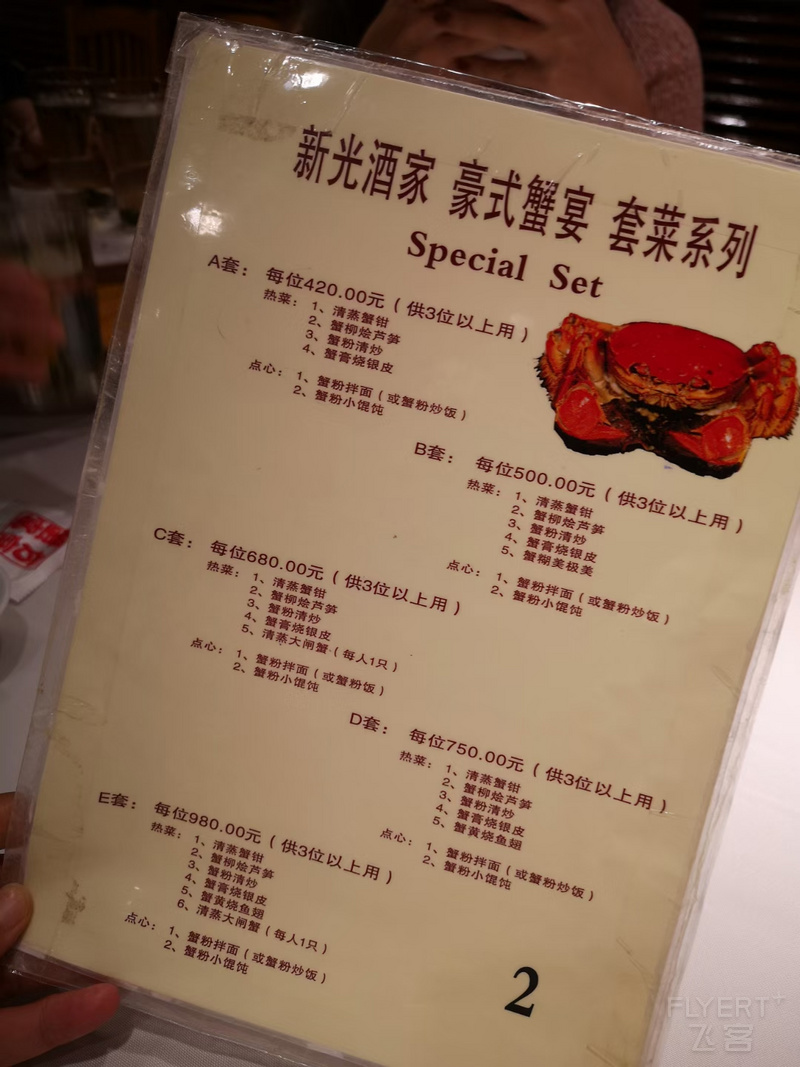 新光酒家 豪式蟹宴 套菜系列
Special Set
A套： 每位420.00元（供3位以上用）
热菜： 1、清蒸蟹钳
2、蟹柳烩芦笋
3、蟹粉清炒
4、蟹膏烧银皮
点心： 1、蟹粉拌面（或蟹粉炒饭）
2、蟹粉小馄饨
B套： 每位500.00元（供3位以上用）
热菜： 1、清蒸蟹钳
2、蟹柳烩芦笋
3、蟹粉清炒
4、蟹膏烧银皮
5、蟹糊美极美
点心： 1、蟹粉拌面（或蟹粉炒饭）
2、蟹粉小馄饨
C套： 每位680.00元（供3位以上用）
热菜： 1、清蒸蟹钳
2、蟹柳烩芦笋
3、蟹粉清炒
4、蟹膏烧银皮
5、清蒸大闸蟹（每人1只）
点心： 1、蟹粉拌面（或蟹粉炒饭）
2、蟹粉小馄饨
D套： 每位750.00元（供3位以上用）
热菜： 1、清蒸蟹钳
2、蟹柳烩芦笋
3、蟹粉清炒
4、蟹膏烧银皮
5、蟹黄烧鱼翅
点心： 1、蟹粉拌面（或蟹粉炒饭）
2、蟹粉小馄饨
E套： 每位980.00元（供3位以上用）
热菜： 1、清蒸蟹钳
2、蟹柳烩芦笋
3、蟹粉清炒
4、蟹膏烧银皮
5、蟹黄烧鱼翅
6、清蒸大闸蟹（每人1只）
点心： 1、蟹粉拌面（或蟹粉炒饭）
2、蟹粉小馄饨
2
FLYERT+
飞客